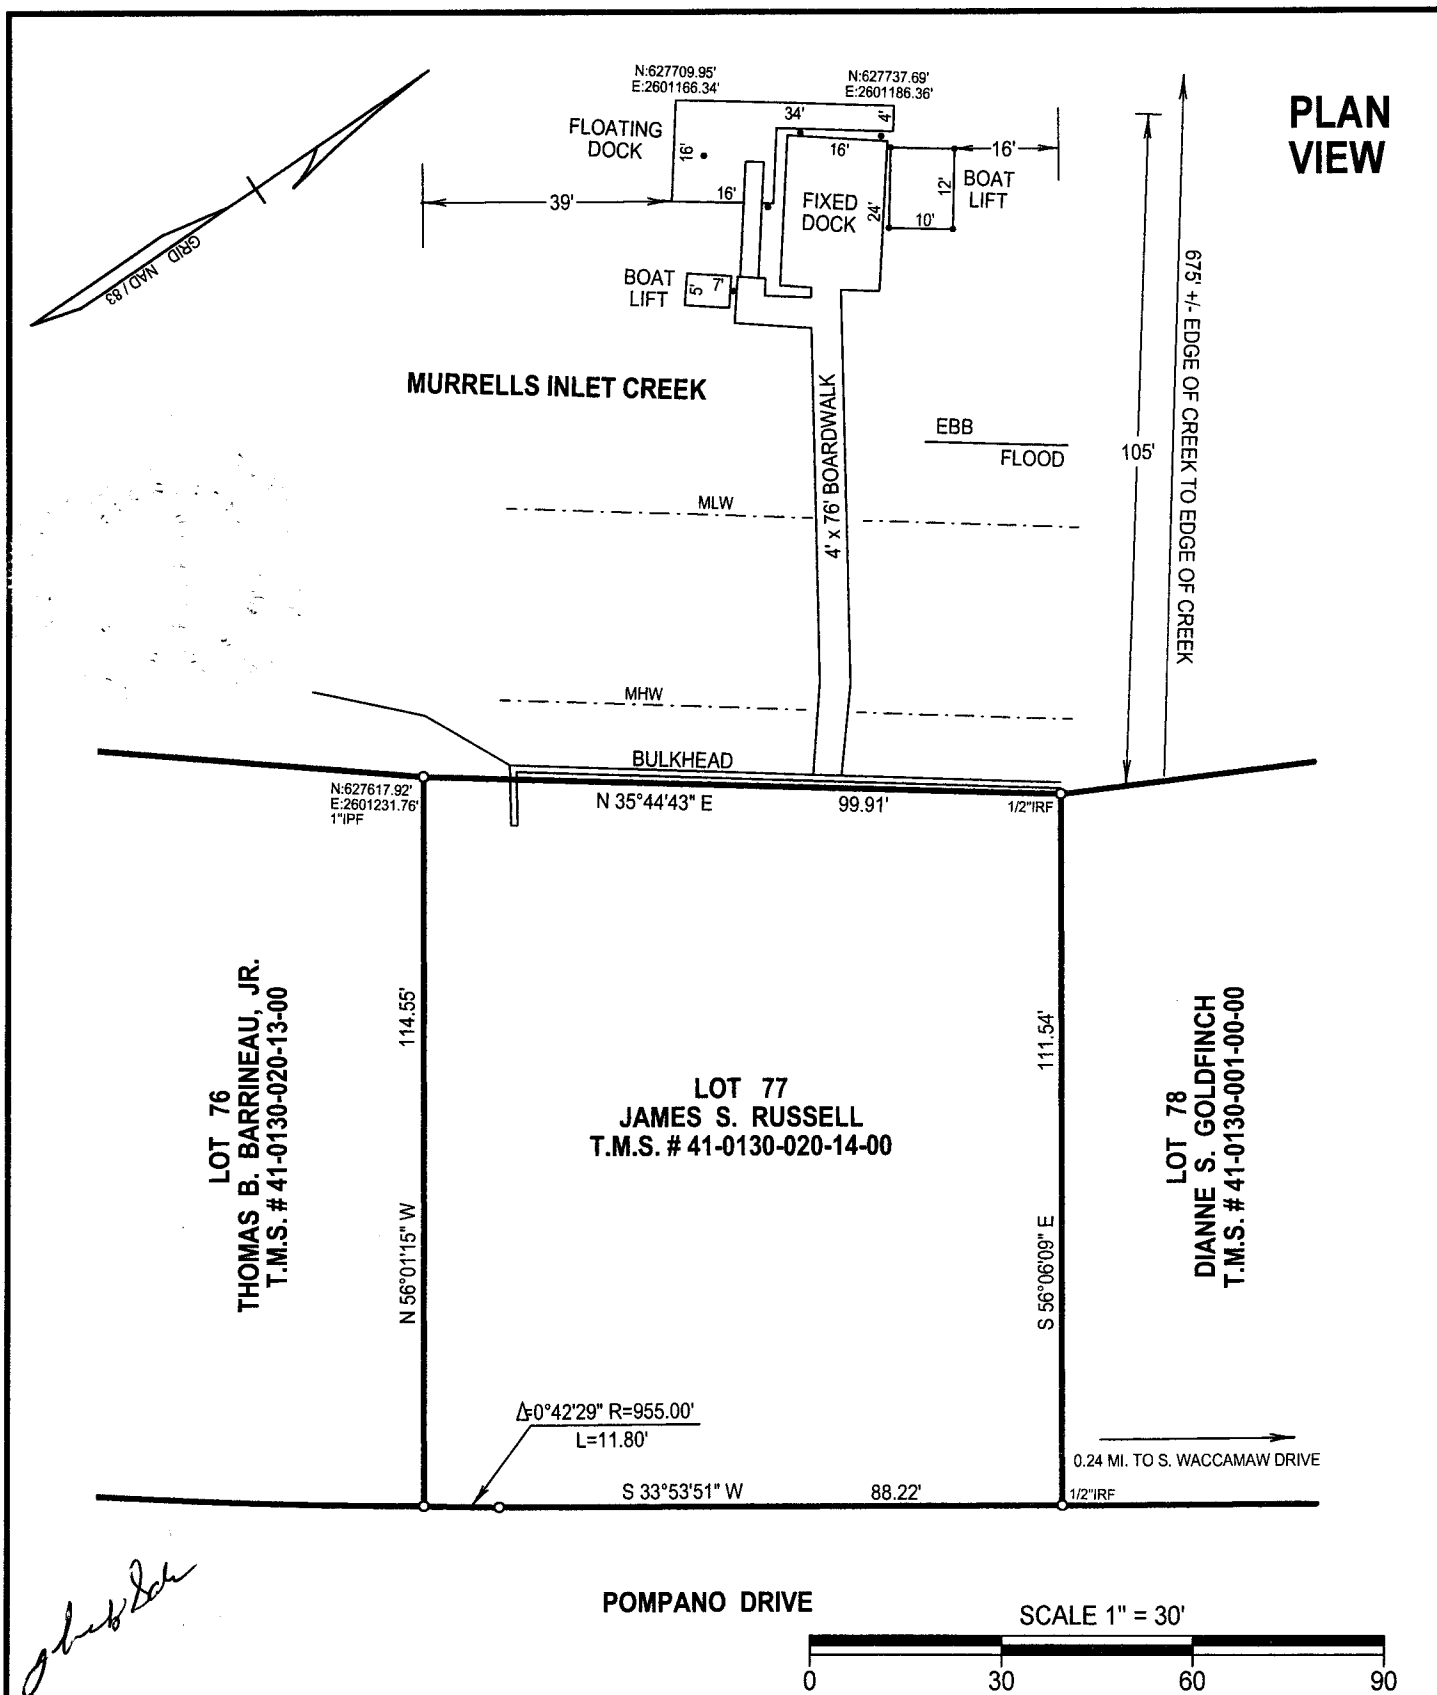 PLAN
VIEW
N:627709.95'
E:2601166.34'
N:627737.69'
E:2601186.36'
FLOATING
DOCK
34'
4'
16'
16'
16'
16'
39'
FIXED
DOCK
24'
12'
BOAT
LIFT
10'
GRID NAD / 83
BOAT
LIFT
5'
7'
MURRELLS INLET CREEK
4' x 76' BOARDWALK
EBB
FLOOD
105'
675' +/- EDGE OF CREEK TO EDGE OF CREEK
MLW
MHW
BULKHEAD
N:627617.92'
E:2601231.76'
1"IPF
N 35°44'43" E
99.91'
1/2"IRF
114.55'
N 56°01'15" W
111.54'
S 56°06'09" E
LOT 76
THOMAS B. BARRINEAU, JR.
T.M.S. # 41-0130-020-13-00
LOT 77
JAMES S. RUSSELL
T.M.S. # 41-0130-020-14-00
LOT 78
DIANNE S. GOLDFINCH
T.M.S. # 41-0130-001-00-00
Δ=0°42'29" R=955.00'
L=11.80'
0.24 MI. TO S. WACCAMAW DRIVE
S 33°53'51" W
88.22'
1/2"IRF
POMPANO DRIVE
SCALE 1" = 30'
0 30 60 90